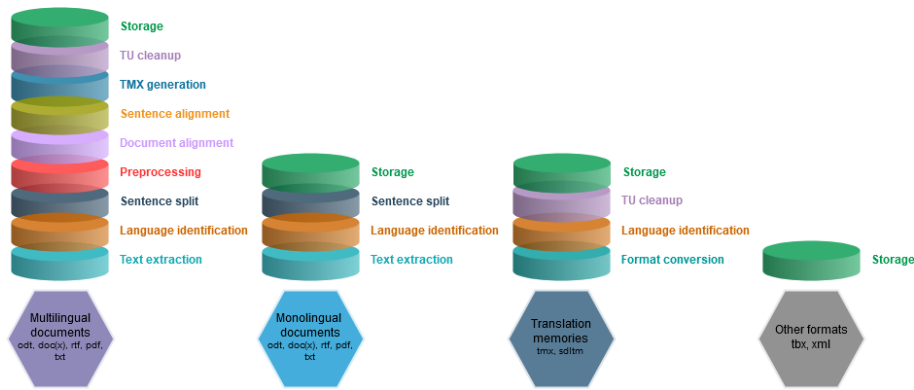 Storage
TU cleanup
TMX generation
Sentence alignment
Document alignment
Preprocessing
Sentence split
Language identification
Text extraction
Multilingual
documents
odt, doc(x), rtf, pdf,
txt
Storage
Sentence split
Language identification
Text extraction
Monolingual
documents
odt, doc(x), rtf, pdf,
txt
Storage
TU cleanup
Language identification
Format conversion
Translation
memories
tmx, sdltm
Storage
Other formats
tbx, xml